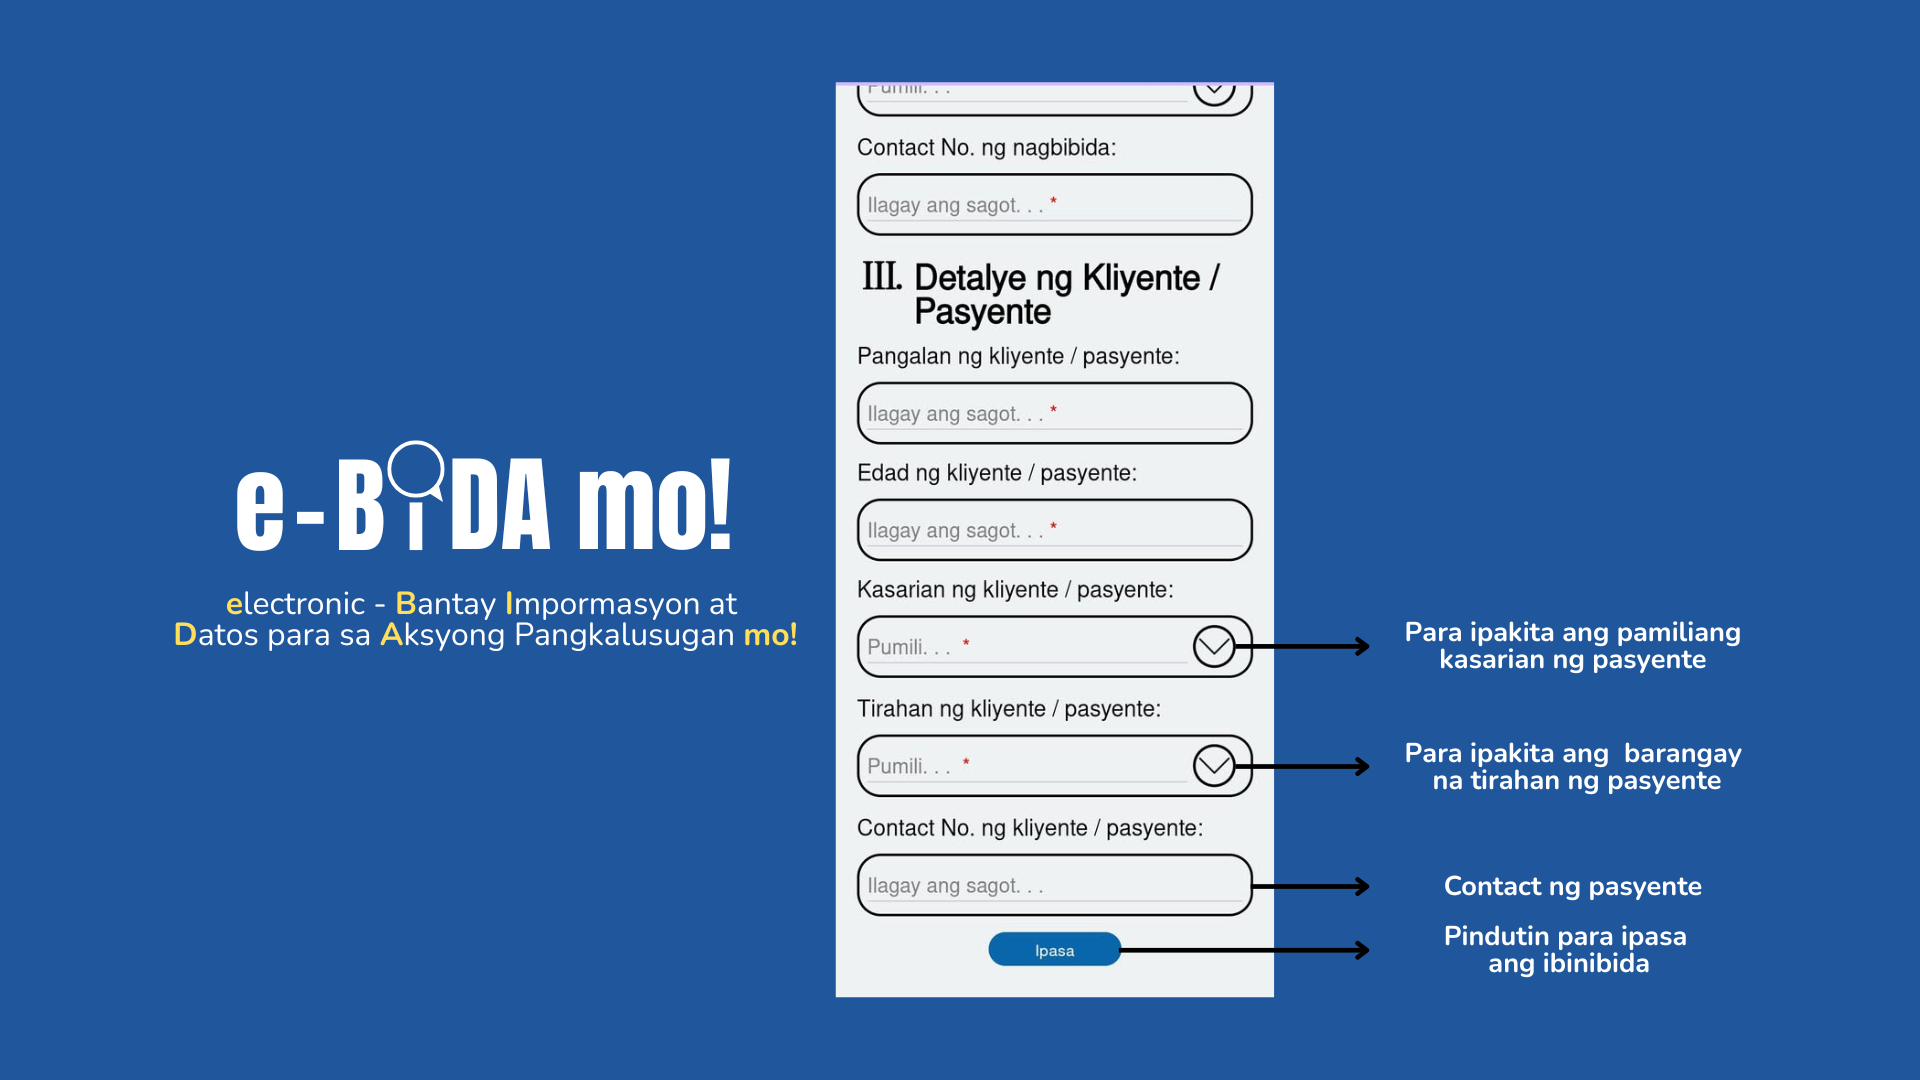 e-BiDA mo!
electronic - Bantay Impormasyon at
Datos para sa Aksyong Pangkalusugan mo!
Pumili. . .
Contact No. ng nagbibida:
Ilagay ang sagot. . . *
III. Detalye ng Kliyente /
Pasyente
Pangalan ng kliyente / pasyente:
Ilagay ang sagot. . . *
Edad ng kliyente / pasyente:
Ilagay ang sagot. . . *
Kasarian ng kliyente / pasyente:
Pumili. . . *
Para ipakita ang pamiliang
kasarian ng pasyente
Tirahan ng kliyente / pasyente:
Pumili. . . *
Para ipakita ang  barangay
na tirahan ng pasyente
Contact No. ng kliyente / pasyente:
Ilagay ang sagot. . .
Contact ng pasyente
Ipasa
Pindutin para ipasa
ang ibinibida